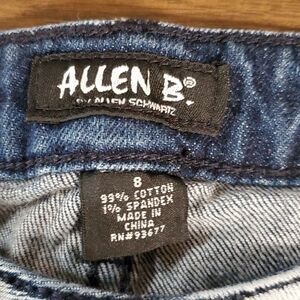 ALLEN B®
BY ALLEN SCHWARTZ
8
99% COTTON
1% SPANDEX
MADE IN
CHINA
RN#93677